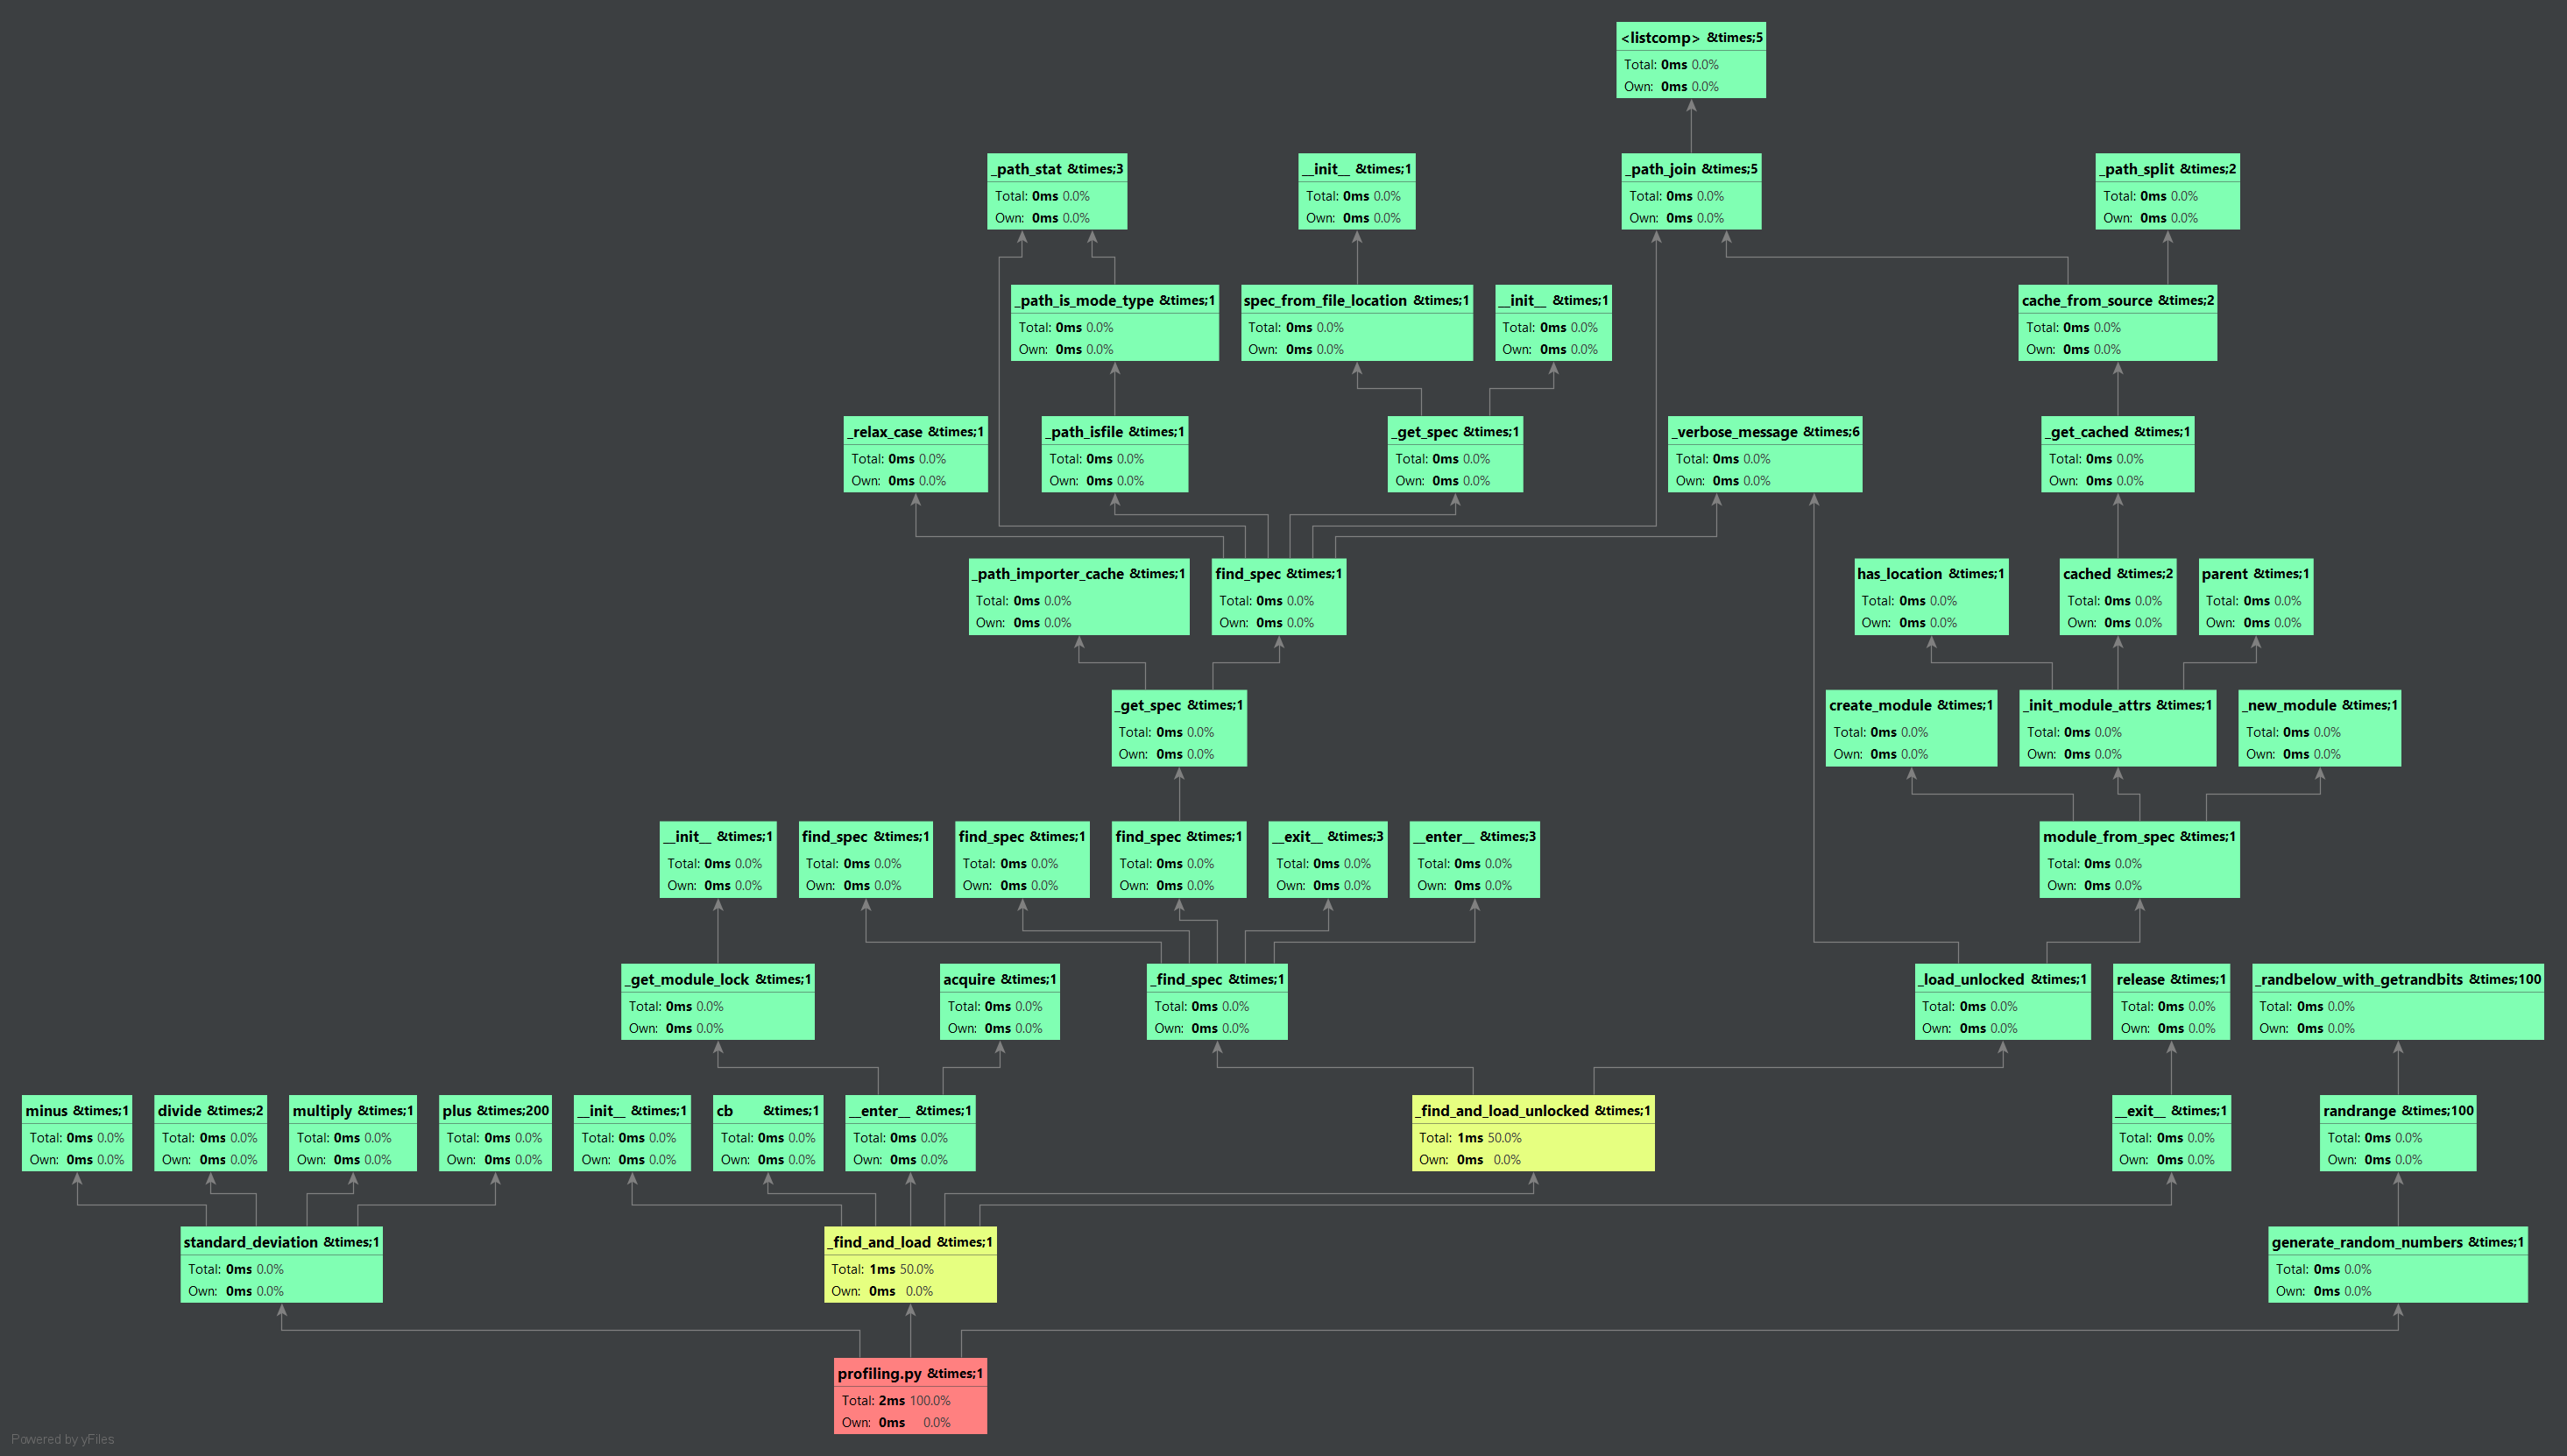 <listcomp> &times;5
Total: 0ms 0.0%
Own: 0ms 0.0%
_path_stat &times;3
Total: 0ms 0.0%
Own: 0ms 0.0%
__init__ &times;1
Total: 0ms 0.0%
Own: 0ms 0.0%
_path_join &times;5
Total: 0ms 0.0%
Own: 0ms 0.0%
_path_split &times;2
Total: 0ms 0.0%
Own: 0ms 0.0%
_path_is_mode_type &times;1
Total: 0ms 0.0%
Own: 0ms 0.0%
spec_from_file_location &times;1
Total: 0ms 0.0%
Own: 0ms 0.0%
__init__ &times;1
Total: 0ms 0.0%
Own: 0ms 0.0%
cache_from_source &times;2
Total: 0ms 0.0%
Own: 0ms 0.0%
_relax_case &times;1
Total: 0ms 0.0%
Own: 0ms 0.0%
_path_isfile &times;1
Total: 0ms 0.0%
Own: 0ms 0.0%
_get_spec &times;1
Total: 0ms 0.0%
Own: 0ms 0.0%
_verbose_message &times;6
Total: 0ms 0.0%
Own: 0ms 0.0%
_get_cached &times;1
Total: 0ms 0.0%
Own: 0ms 0.0%
_path_importer_cache &times;1
Total: 0ms 0.0%
Own: 0ms 0.0%
find_spec &times;1
Total: 0ms 0.0%
Own: 0ms 0.0%
has_location &times;1
Total: 0ms 0.0%
Own: 0ms 0.0%
cached &times;2
Total: 0ms 0.0%
Own: 0ms 0.0%
parent &times;1
Total: 0ms 0.0%
Own: 0ms 0.0%
_get_spec &times;1
Total: 0ms 0.0%
Own: 0ms 0.0%
create_module &times;1
Total: 0ms 0.0%
Own: 0ms 0.0%
_init_module_attrs &times;1
Total: 0ms 0.0%
Own: 0ms 0.0%
_new_module &times;1
Total: 0ms 0.0%
Own: 0ms 0.0%
__init__ &times;1
Total: 0ms 0.0%
Own: 0ms 0.0%
find_spec &times;1
Total: 0ms 0.0%
Own: 0ms 0.0%
find_spec &times;1
Total: 0ms 0.0%
Own: 0ms 0.0%
find_spec &times;1
Total: 0ms 0.0%
Own: 0ms 0.0%
__exit__ &times;3
Total: 0ms 0.0%
Own: 0ms 0.0%
__enter__ &times;3
Total: 0ms 0.0%
Own: 0ms 0.0%
module_from_spec &times;1
Total: 0ms 0.0%
Own: 0ms 0.0%
_get_module_lock &times;1
Total: 0ms 0.0%
Own: 0ms 0.0%
acquire &times;1
Total: 0ms 0.0%
Own: 0ms 0.0%
_find_spec &times;1
Total: 0ms 0.0%
Own: 0ms 0.0%
_load_unlocked &times;1
Total: 0ms 0.0%
Own: 0ms 0.0%
release &times;1
Total: 0ms 0.0%
Own: 0ms 0.0%
_randbelow_with_getrandbits &times;100
Total: 0ms 0.0%
Own: 0ms 0.0%
minus &times;1
Total: 0ms 0.0%
Own: 0ms 0.0%
divide &times;2
Total: 0ms 0.0%
Own: 0ms 0.0%
multiply &times;1
Total: 0ms 0.0%
Own: 0ms 0.0%
plus &times;200
Total: 0ms 0.0%
Own: 0ms 0.0%
__init__ &times;1
Total: 0ms 0.0%
Own: 0ms 0.0%
cb &times;1
Total: 0ms 0.0%
Own: 0ms 0.0%
__enter__ &times;1
Total: 0ms 0.0%
Own: 0ms 0.0%
_find_and_load_unlocked &times;1
Total: 1ms 50.0%
Own: 0ms 0.0%
__exit__ &times;1
Total: 0ms 0.0%
Own: 0ms 0.0%
randrange &times;100
Total: 0ms 0.0%
Own: 0ms 0.0%
standard_deviation &times;1
Total: 0ms 0.0%
Own: 0ms 0.0%
_find_and_load &times;1
Total: 1ms 50.0%
Own: 0ms 0.0%
generate_random_numbers &times;1
Total: 0ms 0.0%
Own: 0ms 0.0%
profiling.py &times;1
Total: 2ms 100.0%
Own: 0ms 0.0%
Powered by yFiles